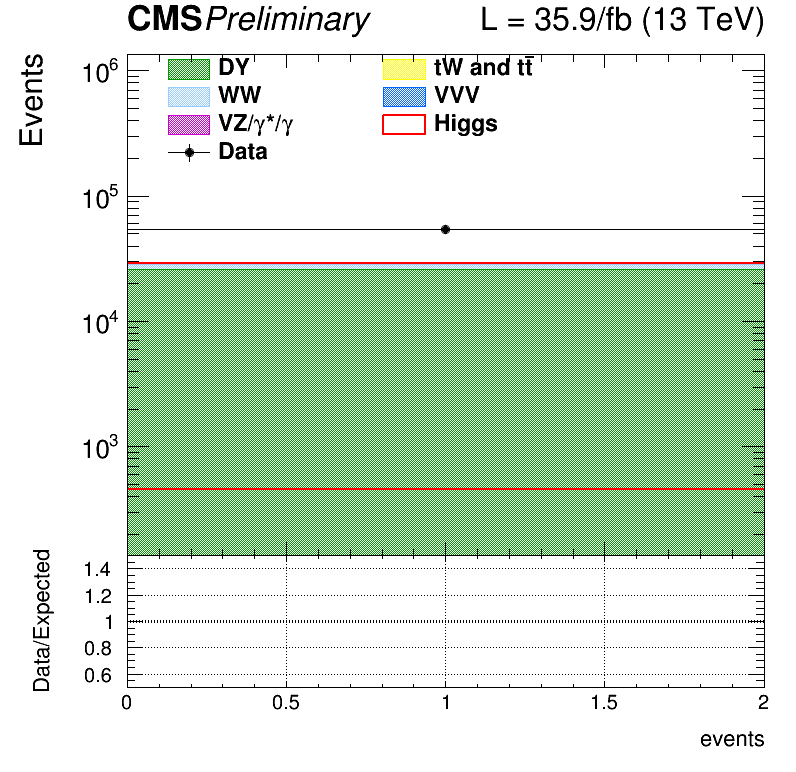 CMS Preliminary L = 35.9/fb (13 TeV)
Events
10⁶
10⁵
10⁴
10³
DY tW and tt̄
WW VVV
VZ/γ*/γ Higgs
Data
Data/Expected
1.4
1.2
1
0.8
0.6
0 0.5 1 1.5 2
events